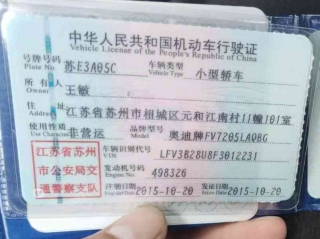 中华人民共和国机动车行驶证
Vehicle License of the People's Republic of China
号牌号码 Plate No. 苏E3A05C 车辆类型 Vehicle Type 小型轿车
所有人 Owner 王敏
住址 Address 江苏省苏州市相城区元和江南村11幢101室
使用性质 Use Character 非营运 品牌型号 Model 奥迪牌FV7205LAQBG
江苏省苏州市公安局交通警察支队
车辆识别代号 VIN LFV3B28U8F3012231
发动机号码 Engine No. 498326
注册日期 2015-10-20 发证日期 2015-10-20